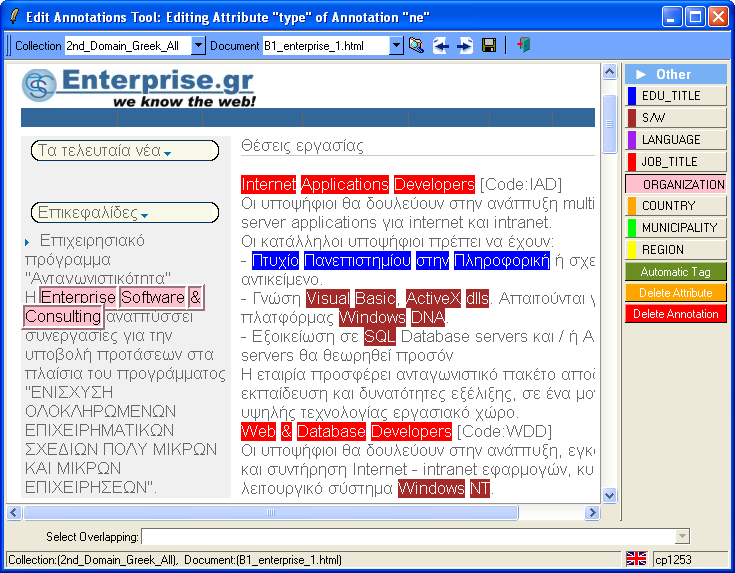 Edit Annotations Tool: Editing Attribute "type" of Annotation "ne"
Collection 2nd_Domain_Greek_All Document B1_enterprise_1.html
Enterprise.gr
we know the web!
Τα τελευταία νέα
Επικεφαλίδες
Επιχειρησιακό
πρόγραμμα
"Ανταγωνιστικότητα"
Η Enterprise Software &
Consulting αναπτύσσει
συνεργασίες για την
υποβολή προτάσεων στα
πλαίσια του προγράμματος
"ΕΝΙΣΧΥΣΗ
ΟΛΟΚΛΗΡΩΜΕΝΩΝ
ΕΠΙΧΕΙΡΗΜΑΤΙΚΩΝ
ΣΧΕΔΙΩΝ ΠΟΛΥ ΜΙΚΡΩΝ
ΚΑΙ ΜΙΚΡΩΝ
ΕΠΙΧΕΙΡΗΣΕΩΝ".
Θέσεις εργασίας
Internet Applications Developers [Code:IAD]
Οι υποψήφιοι θα δουλεύουν στην ανάπτυξη multi
server applications για internet και intranet.
Οι κατάλληλοι υποψήφιοι πρέπει να έχουν:
- Πτυχίο Πανεπιστημίου στην Πληροφορική ή σχε
αντικείμενο.
- Γνώση Visual Basic, ActiveX dlls. Απαιτούνται γ
πλατφόρμας Windows DNA
- Εξοικείωση σε SQL Database servers και / ή A
servers θα θεωρηθεί προσόν
Η εταιρία προσφέρει ανταγωνιστικό πακέτο απο
εκπαίδευση και δυνατότητες εξέλιξης, σε ένα μο
υψηλής τεχνολογίας εργασιακό χώρο.
Web & Database Developers [Code:WDD]
Οι υποψήφιοι θα δουλεύουν στην ανάπτυξη, εγκ
και συντήρηση Internet - intranet εφαρμογών, κυ
λειτουργικό σύστημα Windows NT.
Other
EDU_TITLE
S/W
LANGUAGE
JOB_TITLE
ORGANIZATION
COUNTRY
MUNICIPALITY
REGION
Automatic Tag
Delete Attribute
Delete Annotation
Select Overlapping:
Collection:(2nd_Domain_Greek_All), Document:(B1_enterprise_1.html) cp1253